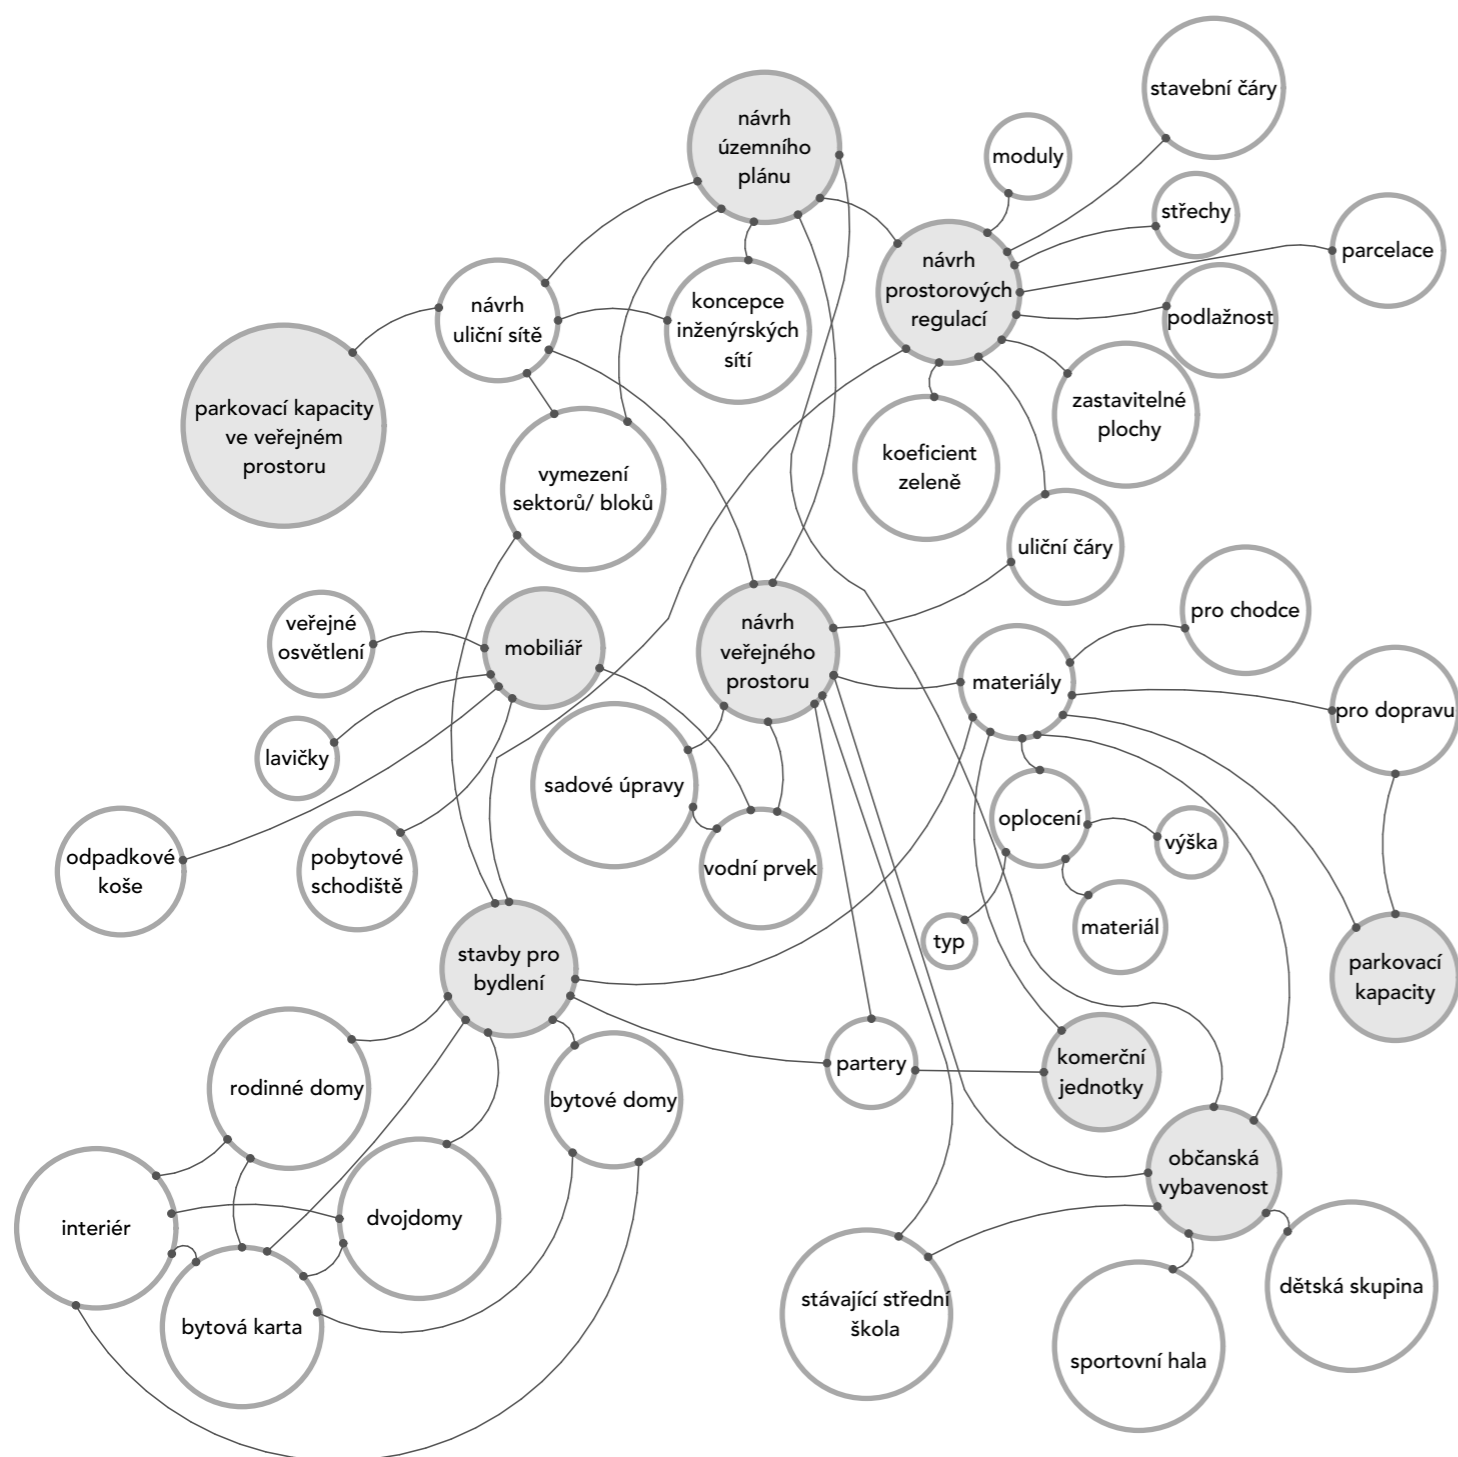 stavební čáry
návrh
územního
plánu
moduly
střechy
parcelace
návrh
prostorových
regulací
návrh
uliční sítě
koncepce
inženýrských
sítí
podlažnost
parkovací kapacity
ve veřejném
prostoru
zastavitelné
plochy
koeficient
zeleně
vymezení
sektorů/ bloků
uliční čáry
pro chodce
veřejné
osvětlení
mobiliář
návrh
veřejného
prostoru
materiály
pro dopravu
lavičky
sadové úpravy
oplocení
výška
odpadkové
koše
pobytové
schodiště
vodní prvek
typ
materiál
stavby pro
bydlení
parkovací
kapacity
partery
komerční
jednotky
rodinné domy
bytové domy
občanská
vybavenost
interiér
dvojdomy
bytová karta
stávající střední
škola
sportovní hala
dětská skupina